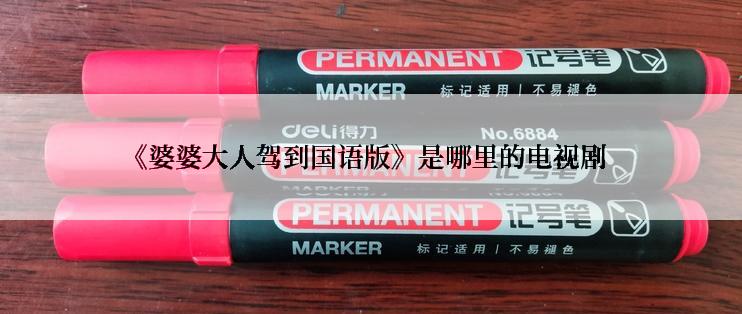 PERMANENT 记号笔
MARKER 标记适用 | 不易褪色
deli得力 No.6884
《婆婆大人驾到国语版》是哪里的电视剧
PERMANENT 记号笔
MARKER 标记适用 | 不易褪色